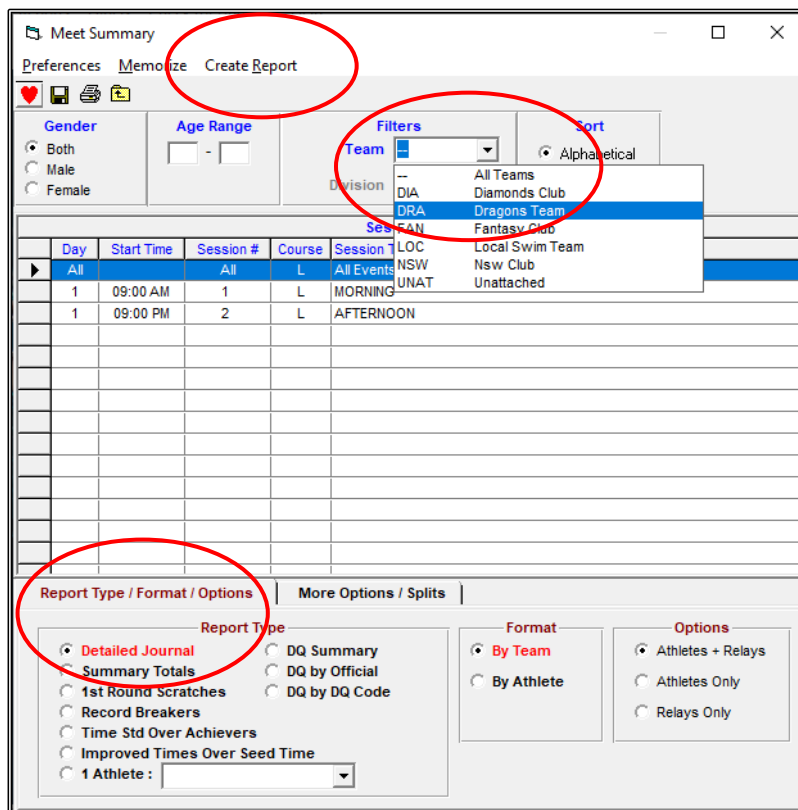 Meet Summary
Preferences Memorize Create Report
Gender Age Range Filters Sort
Both - Team -- Alphabetical
Male
Female Division
-- All Teams
DIA Diamonds Club
DRA Dragons Team
FAN Fantasy Club
LOC Local Swim Team
NSW Nsw Club
UNAT Unattached
Day Start Time Session # Course Session
All All L All Events
1 09:00 AM 1 L MORNING
1 09:00 PM 2 L AFTERNOON
Report Type / Format / Options More Options / Splits
Report Type Format Options
Detailed Journal DQ Summary By Team Athletes + Relays
Summary Totals DQ by Official By Athlete Athletes Only
1st Round Scratches DQ by DQ Code Relays Only
Record Breakers
Time Std Over Achievers
Improved Times Over Seed Time
1 Athlete :